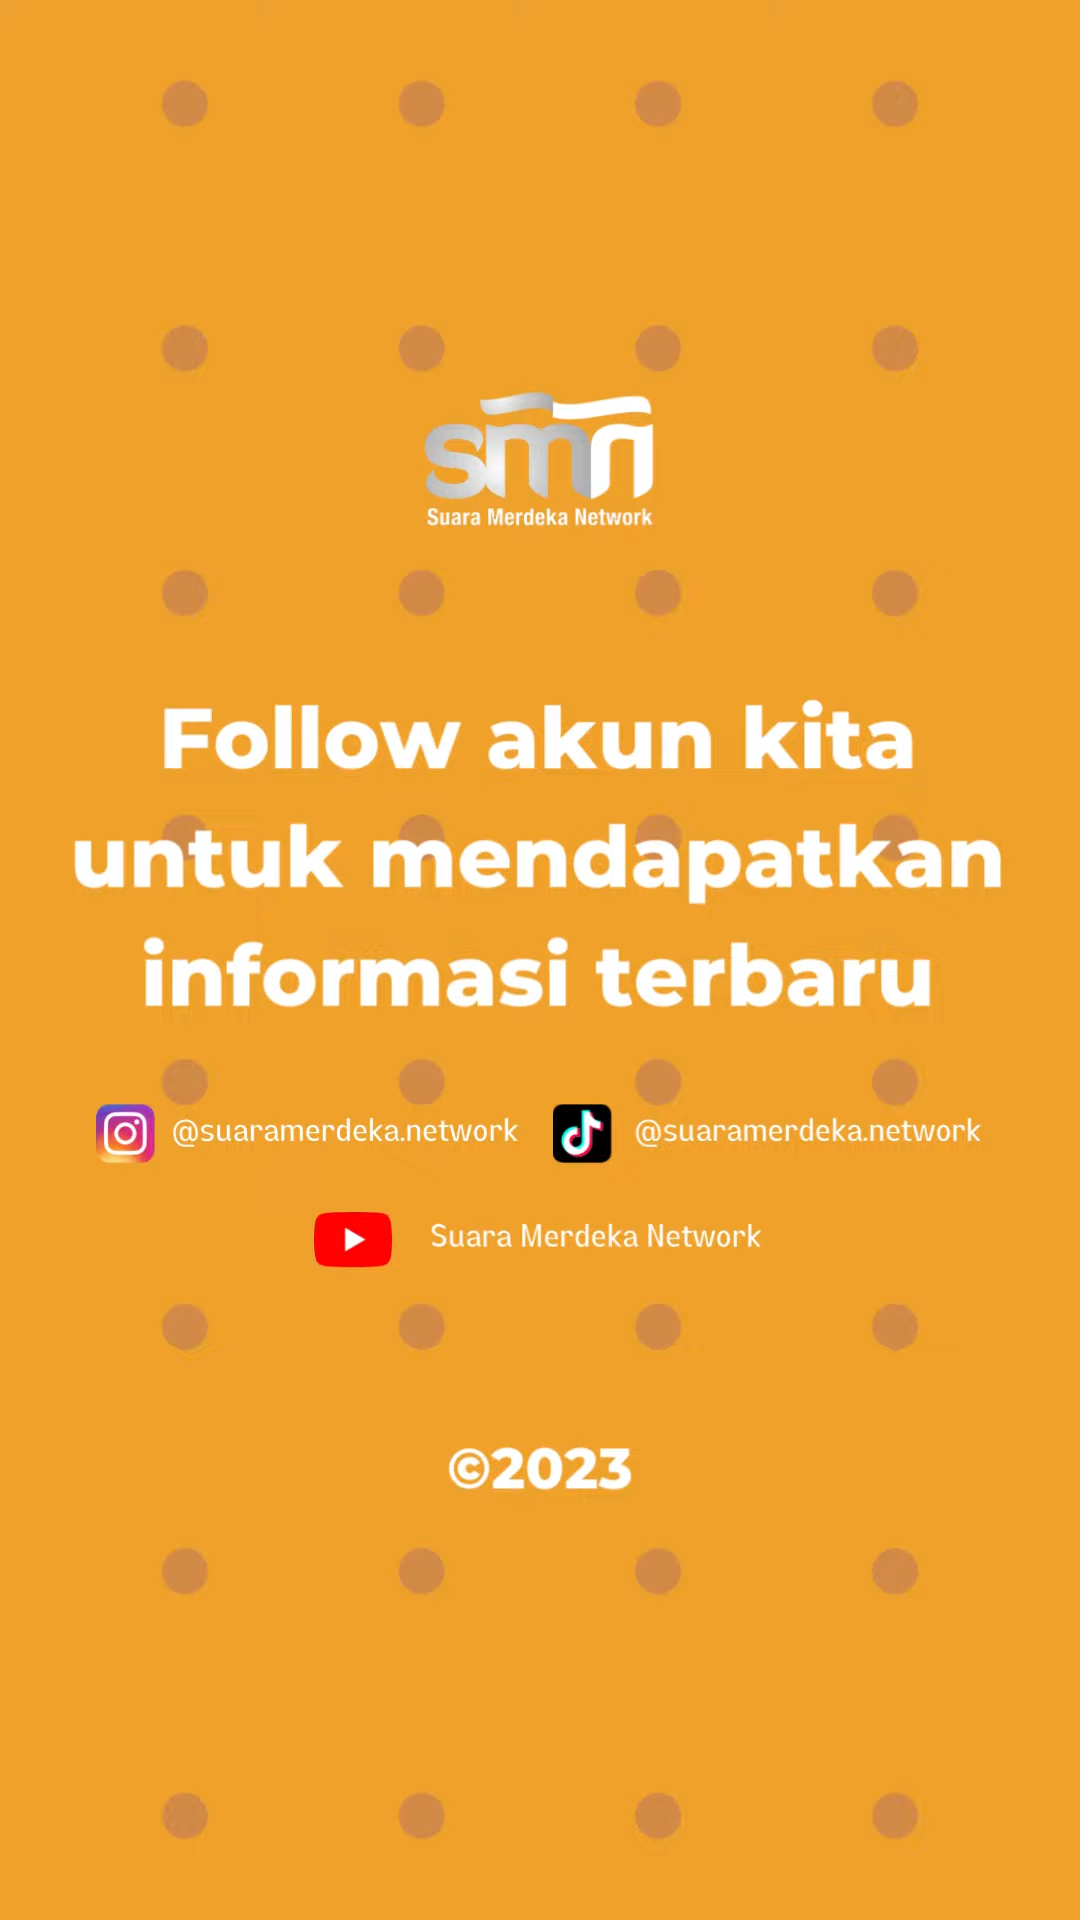 smn
Suara Merdeka Network
Follow akun kita
untuk mendapatkan
informasi terbaru
@suaramerdeka.network @suaramerdeka.network
Suara Merdeka Network
©2023